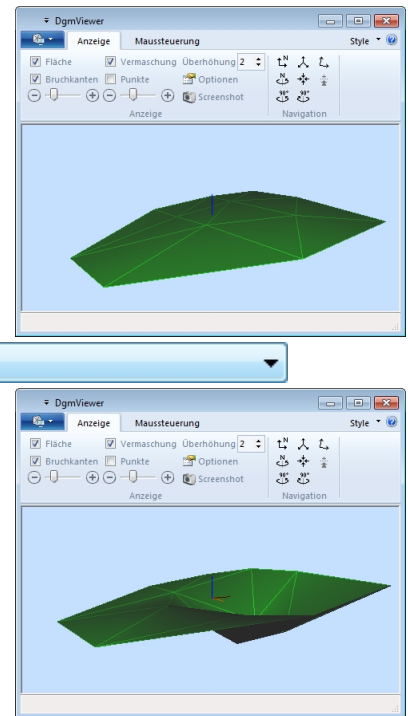 DgmViewer
Anzeige Maussteuerung Style
Fläche Vermaschung Überhöhung 2
Bruchkanten Punkte Optionen
Screenshot
Anzeige Navigation
DgmViewer
Anzeige Maussteuerung Style
Fläche Vermaschung Überhöhung 2
Bruchkanten Punkte Optionen
Screenshot
Anzeige Navigation